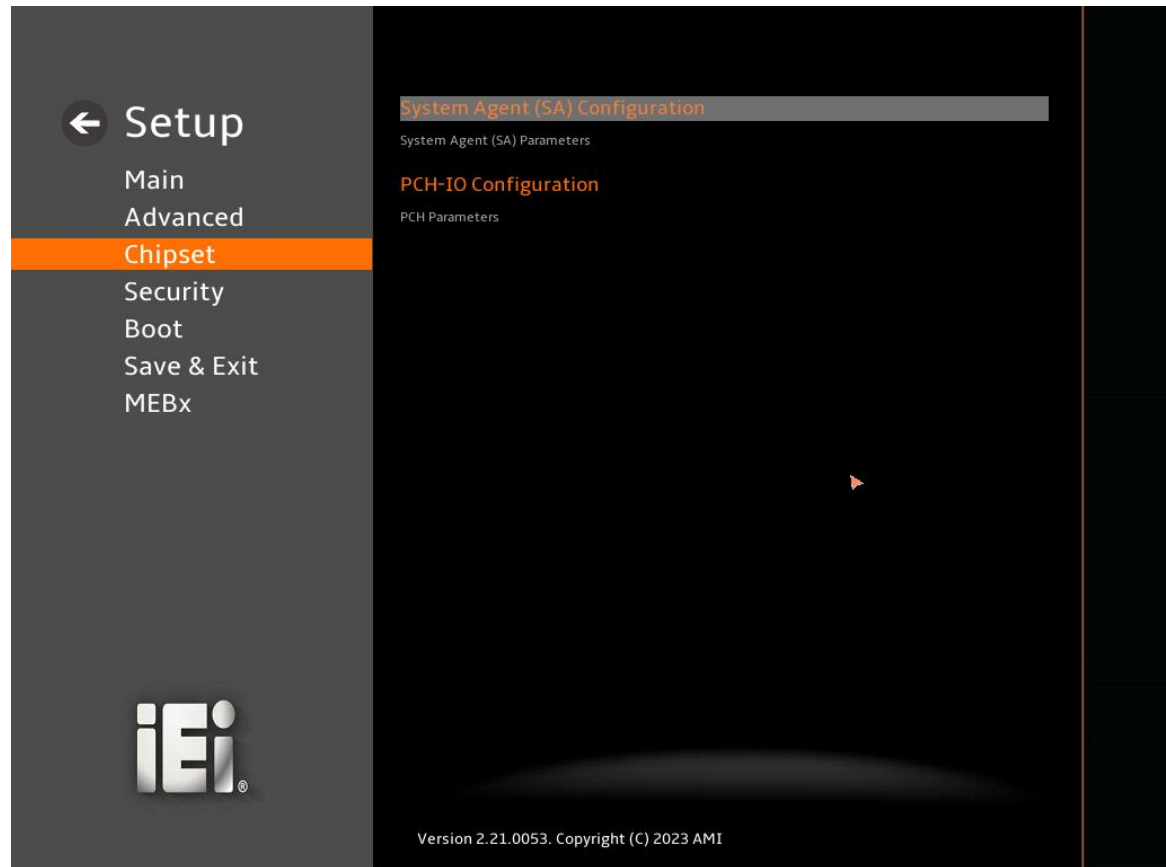 Setup
Main
Advanced
Chipset
Security
Boot
Save & Exit
MEBx
iEi®
System Agent (SA) Configuration
System Agent (SA) Parameters
PCH-IO Configuration
PCH Parameters
Version 2.21.0053. Copyright (C) 2023 AMI